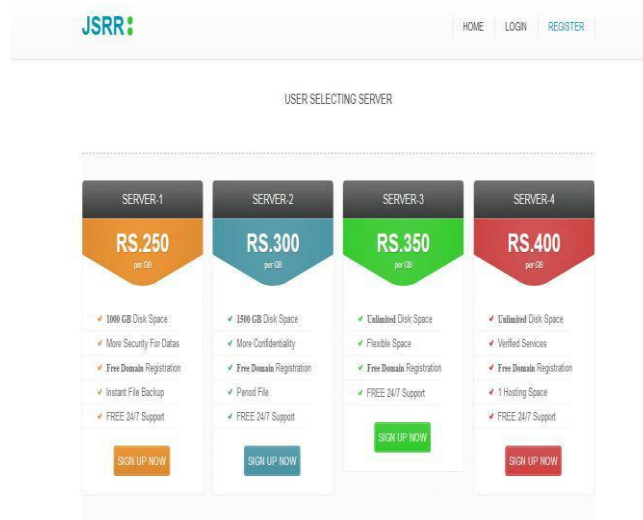 JSRR:
HOME LOGIN REGISTER
USER SELECTING SERVER
SERVER-1
RS.250
per GB
1000 GB Disk Space
More Security For Datas
Free Domain Registration
Instant File Backup
FREE 24/7 Support
SIGN UP NOW
SERVER-2
RS.300
per GB
1500 GB Disk Space
More Confidentiality
Free Domain Registration
Period File
FREE 24/7 Support
SIGN UP NOW
SERVER-3
RS.350
per GB
Unlimited Disk Space
Flexible Space
Free Domain Registration
FREE 24/7 Support
SIGN UP NOW
SERVER-4
RS.400
per GB
Unlimited Disk Space
Verified Services
Free Domain Registration
1 Hosting Space
FREE 24/7 Support
SIGN UP NOW